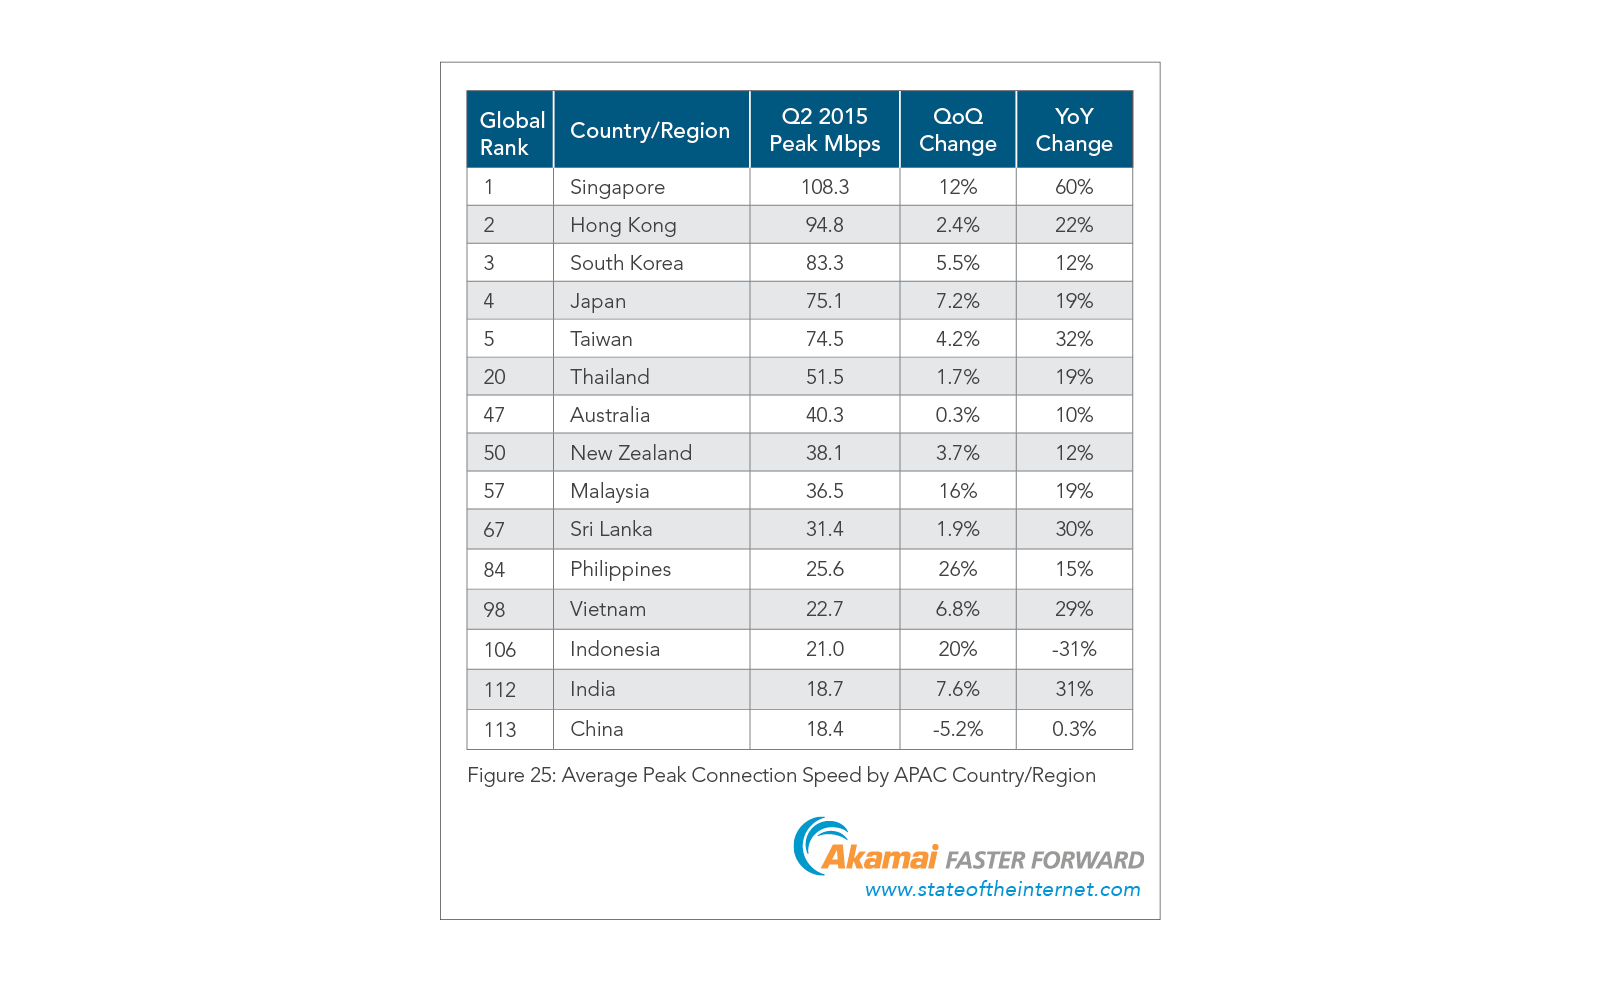 Global Rank Country/Region Q2 2015 Peak Mbps QoQ Change YoY Change
1 Singapore 108.3 12% 60%
2 Hong Kong 94.8 2.4% 22%
3 South Korea 83.3 5.5% 12%
4 Japan 75.1 7.2% 19%
5 Taiwan 74.5 4.2% 32%
20 Thailand 51.5 1.7% 19%
47 Australia 40.3 0.3% 10%
50 New Zealand 38.1 3.7% 12%
57 Malaysia 36.5 16% 19%
67 Sri Lanka 31.4 1.9% 30%
84 Philippines 25.6 26% 15%
98 Vietnam 22.7 6.8% 29%
106 Indonesia 21.0 20% -31%
112 India 18.7 7.6% 31%
113 China 18.4 -5.2% 0.3%
Figure 25: Average Peak Connection Speed by APAC Country/Region
Akamai FASTER FORWARD
www.stateoftheinternet.com